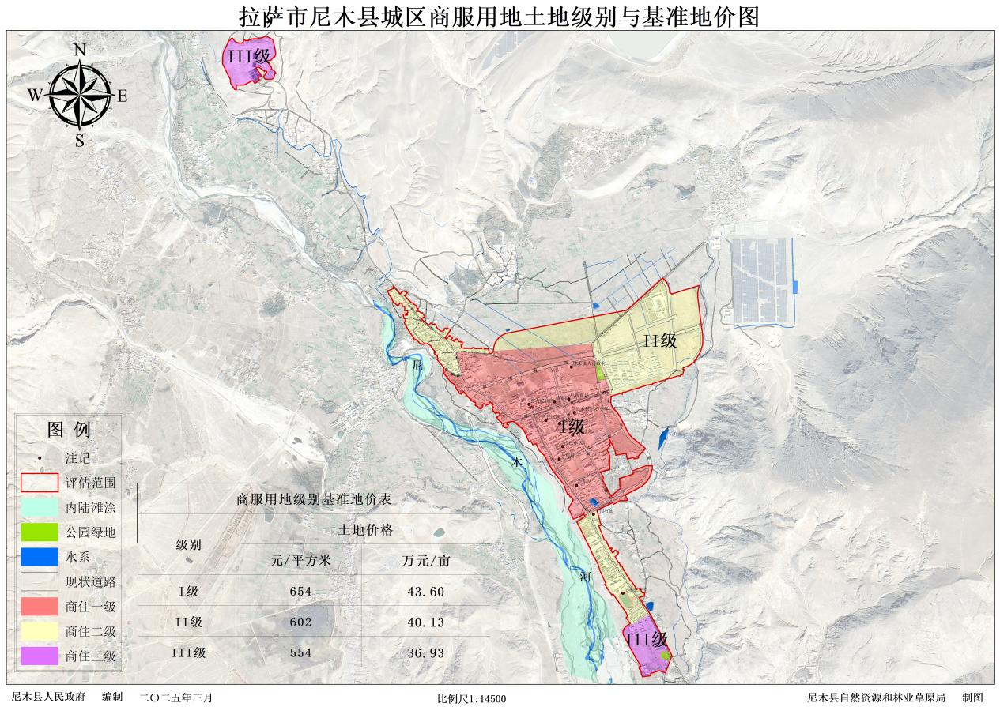 拉萨市尼木县城区商服用地土地级别与基准地价图
N
W
E
S
III级
II级
I级
III级
尼
木
河
图 例
注记
评估范围
内陆滩涂
公园绿地
水系
现状道路
商住一级
商住二级
商住三级
商服用地级别基准地价表
级别 土地价格
元/平方米 万元/亩
I级 654 43.60
II级 602 40.13
III级 554 36.93
尼木县人民政府 编制 二〇二五年三月
比例尺1:14500
尼木县自然资源和林业草原局 制图